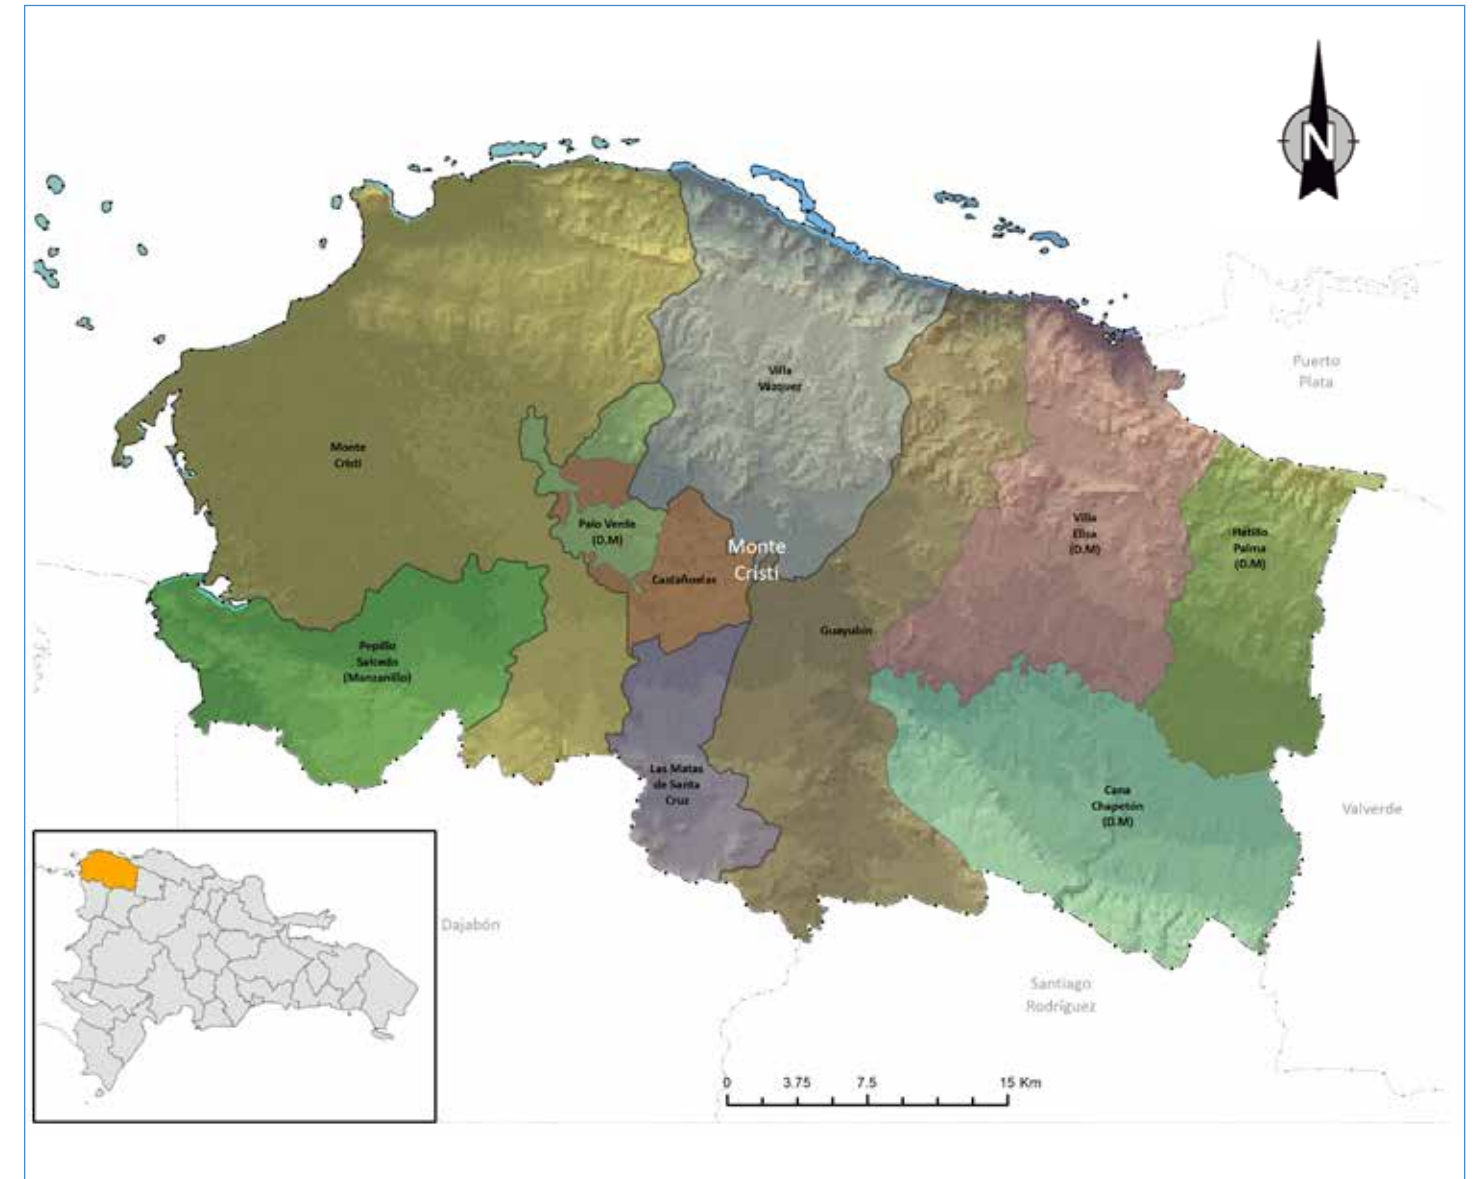 N
Puerto
Plata
Villa
Vázquez
Monte
Cristi
Villa
Elisa
(D.M)
Hatillo
Palma
(D.M)
Palo Verde
(D.M)
Monte
Cristi
Castañuelas
Guayubín
Pepillo
Salcedo
(Manzanillo)
Las Matas
de Santa
Cruz
Cana
Chapetón
(D.M)
Valverde
Dajabón
Santiago
Rodríguez
0 3.75 7.5 15 Km